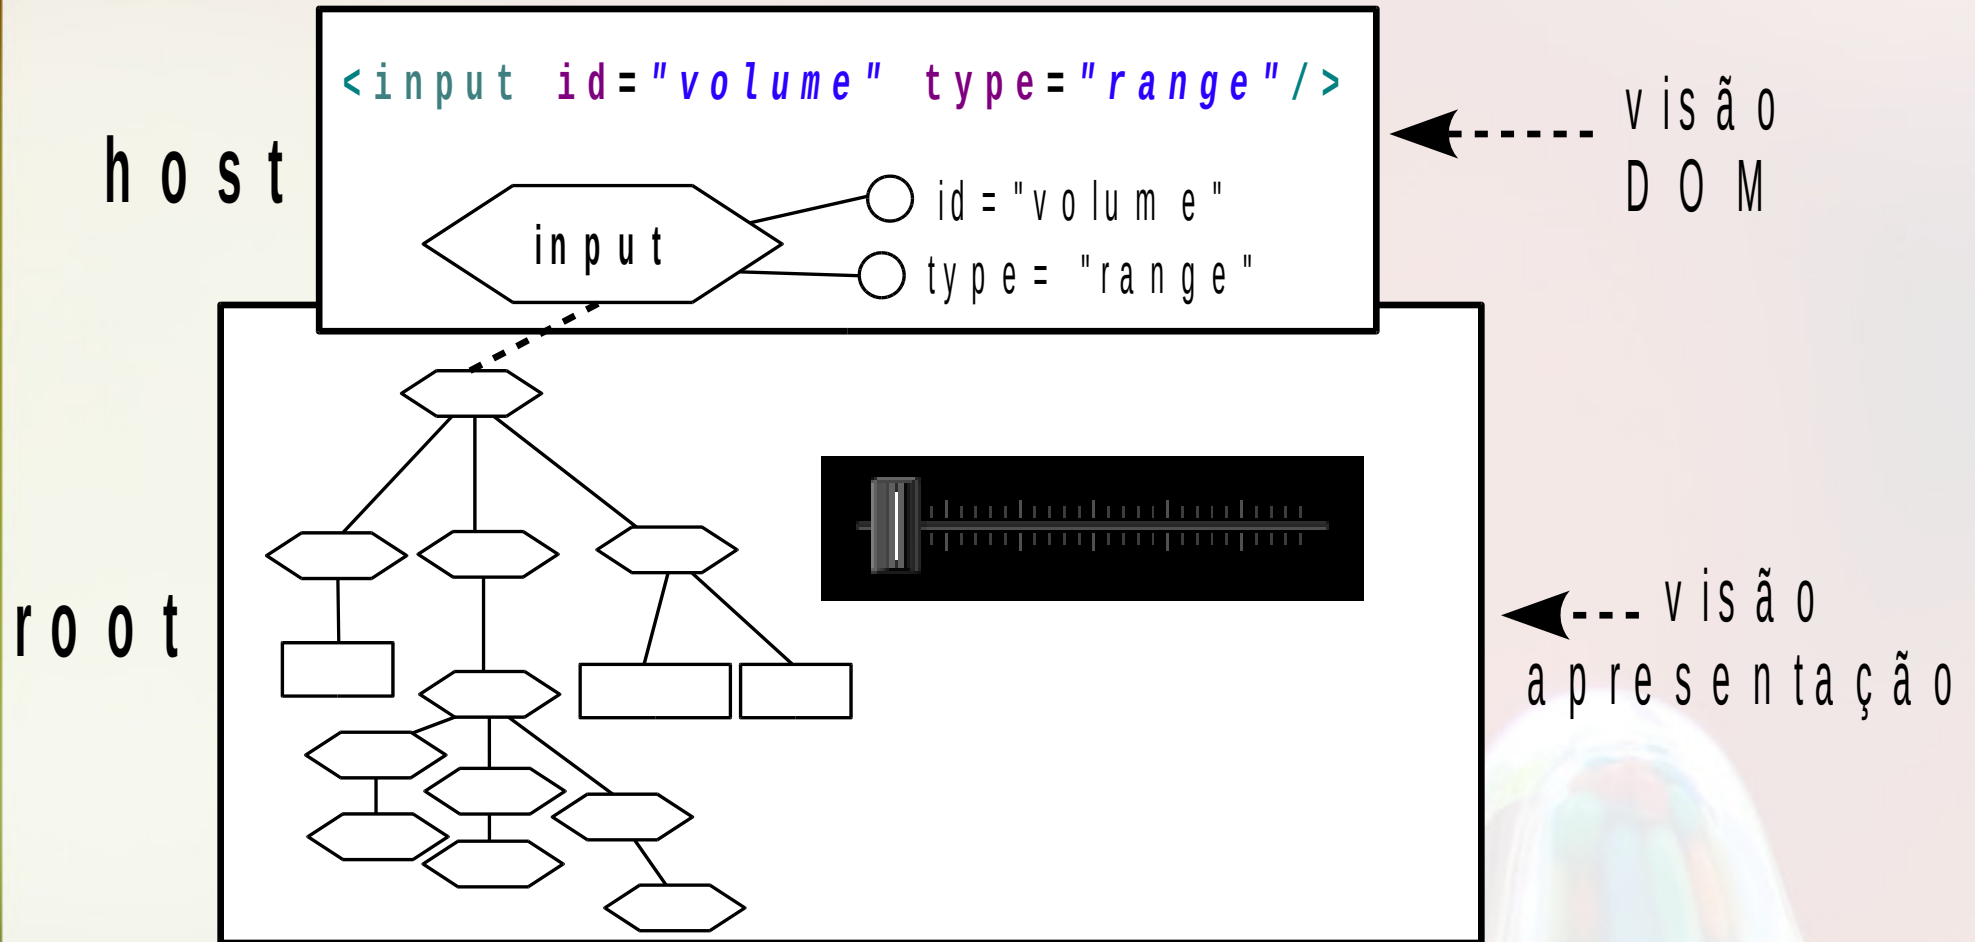 <input id="volume" type="range"/>
host
visão
DOM
id="volume"
input
type= "range"
root
visão
apresentação